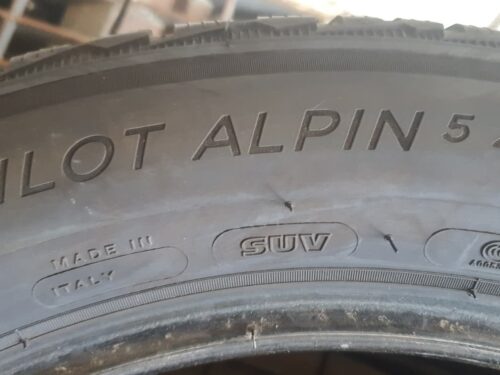 ILOT ALPIN 5
MADE IN
ITALY
SUV